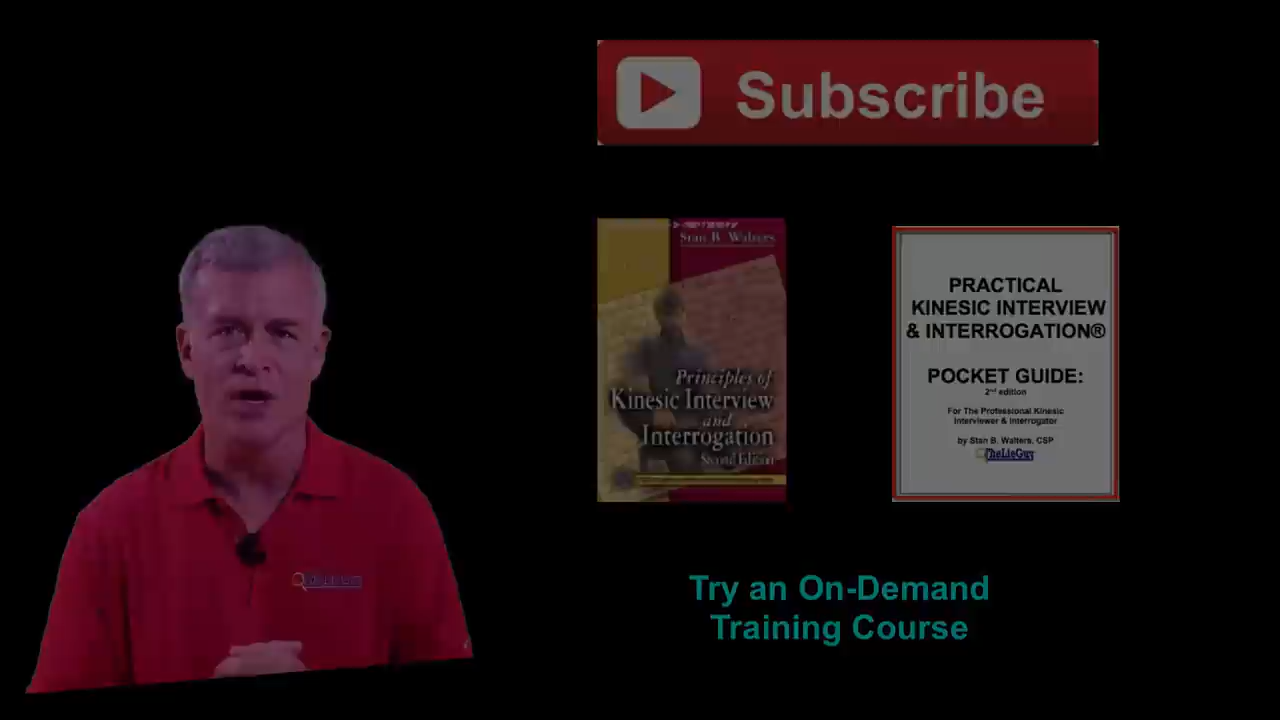 Subscribe
Stan B. Walters
Principles of
Kinesic Interview
and
Interrogation
Second Edition
PRACTICAL
KINESIC INTERVIEW
& INTERROGATION®
POCKET GUIDE:
2nd edition
For The Professional Kinesic
Interviewer & Interrogator
by Stan B. Walters, CSP
TheLieGuy
TheLieGuy
Try an On-Demand
Training Course